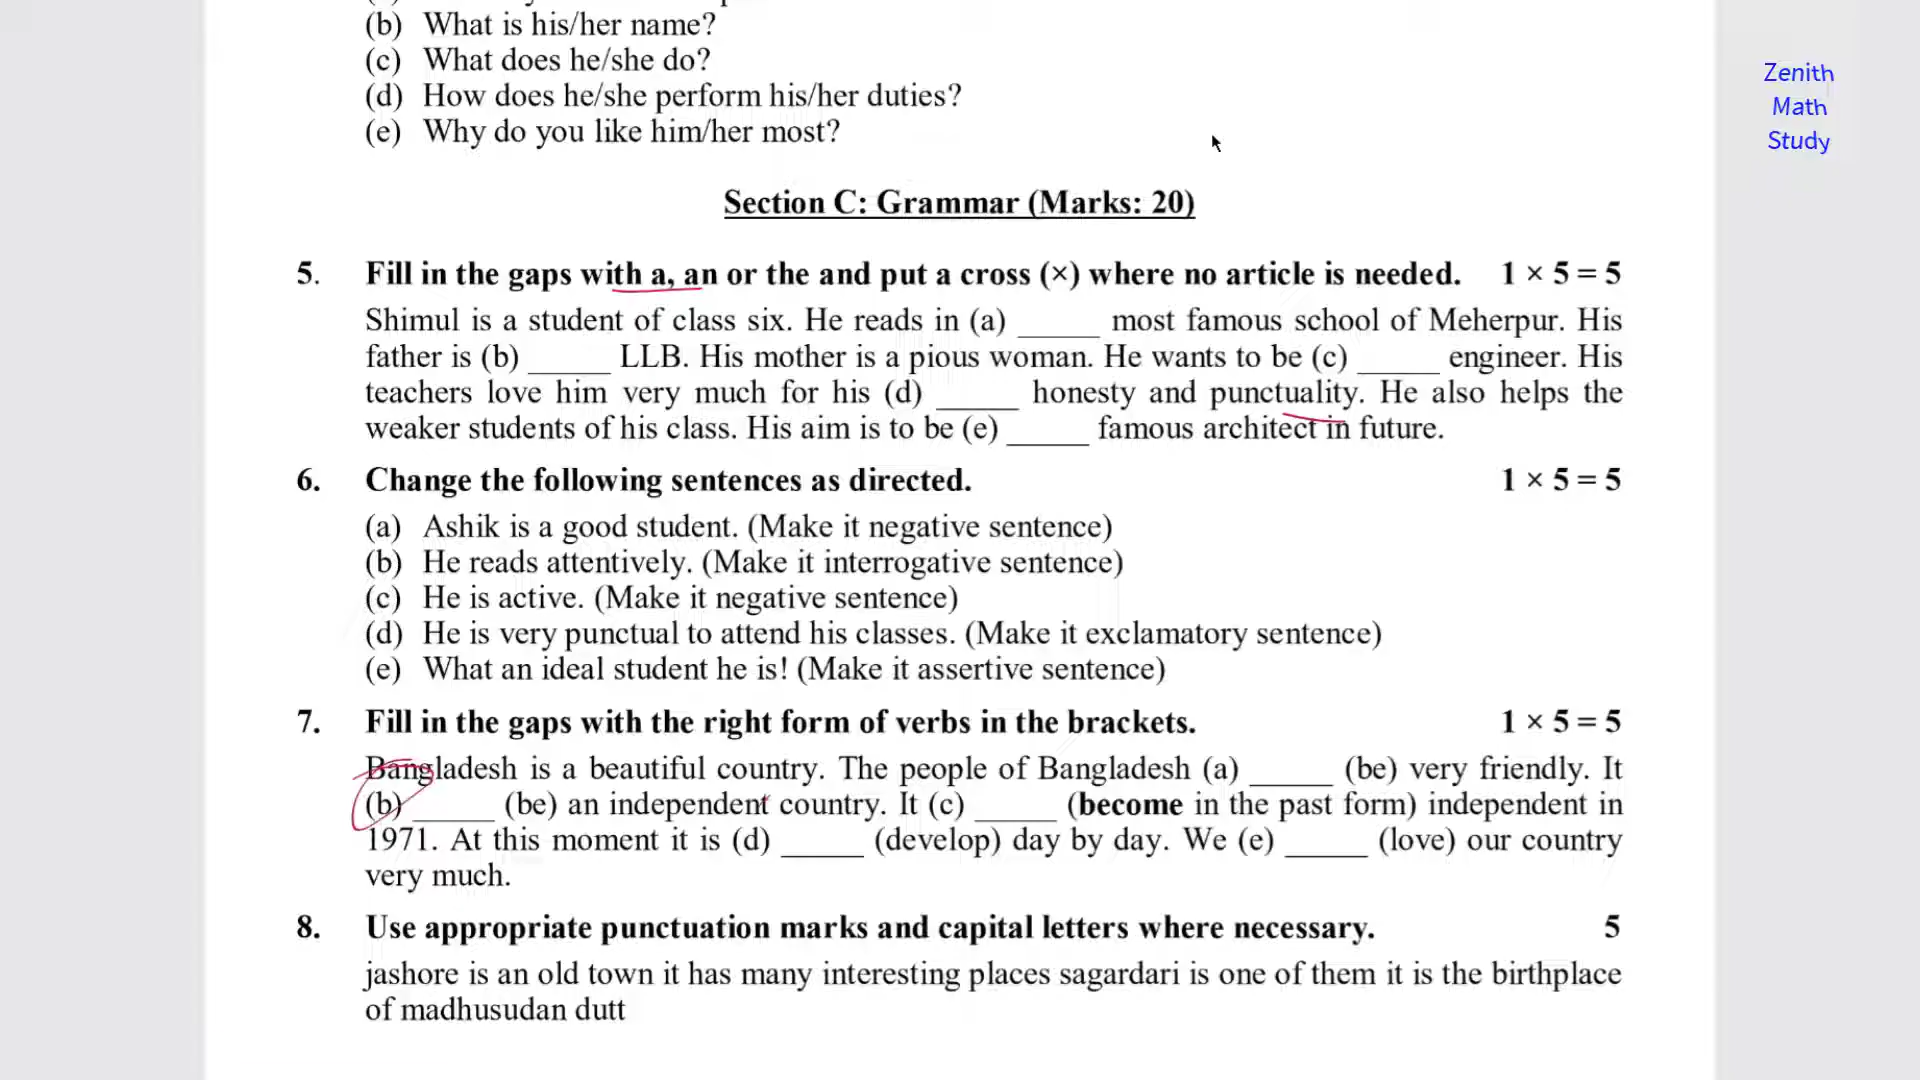 (b) What is his/her name?
(c) What does he/she do?
(d) How does he/she perform his/her duties?
(e) Why do you like him/her most?
Zenith
Math
Study
Section C: Grammar (Marks: 20)
5. Fill in the gaps with a, an or the and put a cross (×) where no article is needed. 1 × 5 = 5
Shimul is a student of class six. He reads in (a) _____ most famous school of Meherpur. His
father is (b) _____ LLB. His mother is a pious woman. He wants to be (c) _____ engineer. His
teachers love him very much for his (d) _____ honesty and punctuality. He also helps the
weaker students of his class. His aim is to be (e) _____ famous architect in future.
6. Change the following sentences as directed. 1 × 5 = 5
(a) Ashik is a good student. (Make it negative sentence)
(b) He reads attentively. (Make it interrogative sentence)
(c) He is active. (Make it negative sentence)
(d) He is very punctual to attend his classes. (Make it exclamatory sentence)
(e) What an ideal student he is! (Make it assertive sentence)
7. Fill in the gaps with the right form of verbs in the brackets. 1 × 5 = 5
Bangladesh is a beautiful country. The people of Bangladesh (a) _____ (be) very friendly. It
(b) _____ (be) an independent country. It (c) _____ (become in the past form) independent in
1971. At this moment it is (d) _____ (develop) day by day. We (e) _____ (love) our country
very much.
8. Use appropriate punctuation marks and capital letters where necessary. 5
jashore is an old town it has many interesting places sagardari is one of them it is the birthplace
of madhusudan dutt